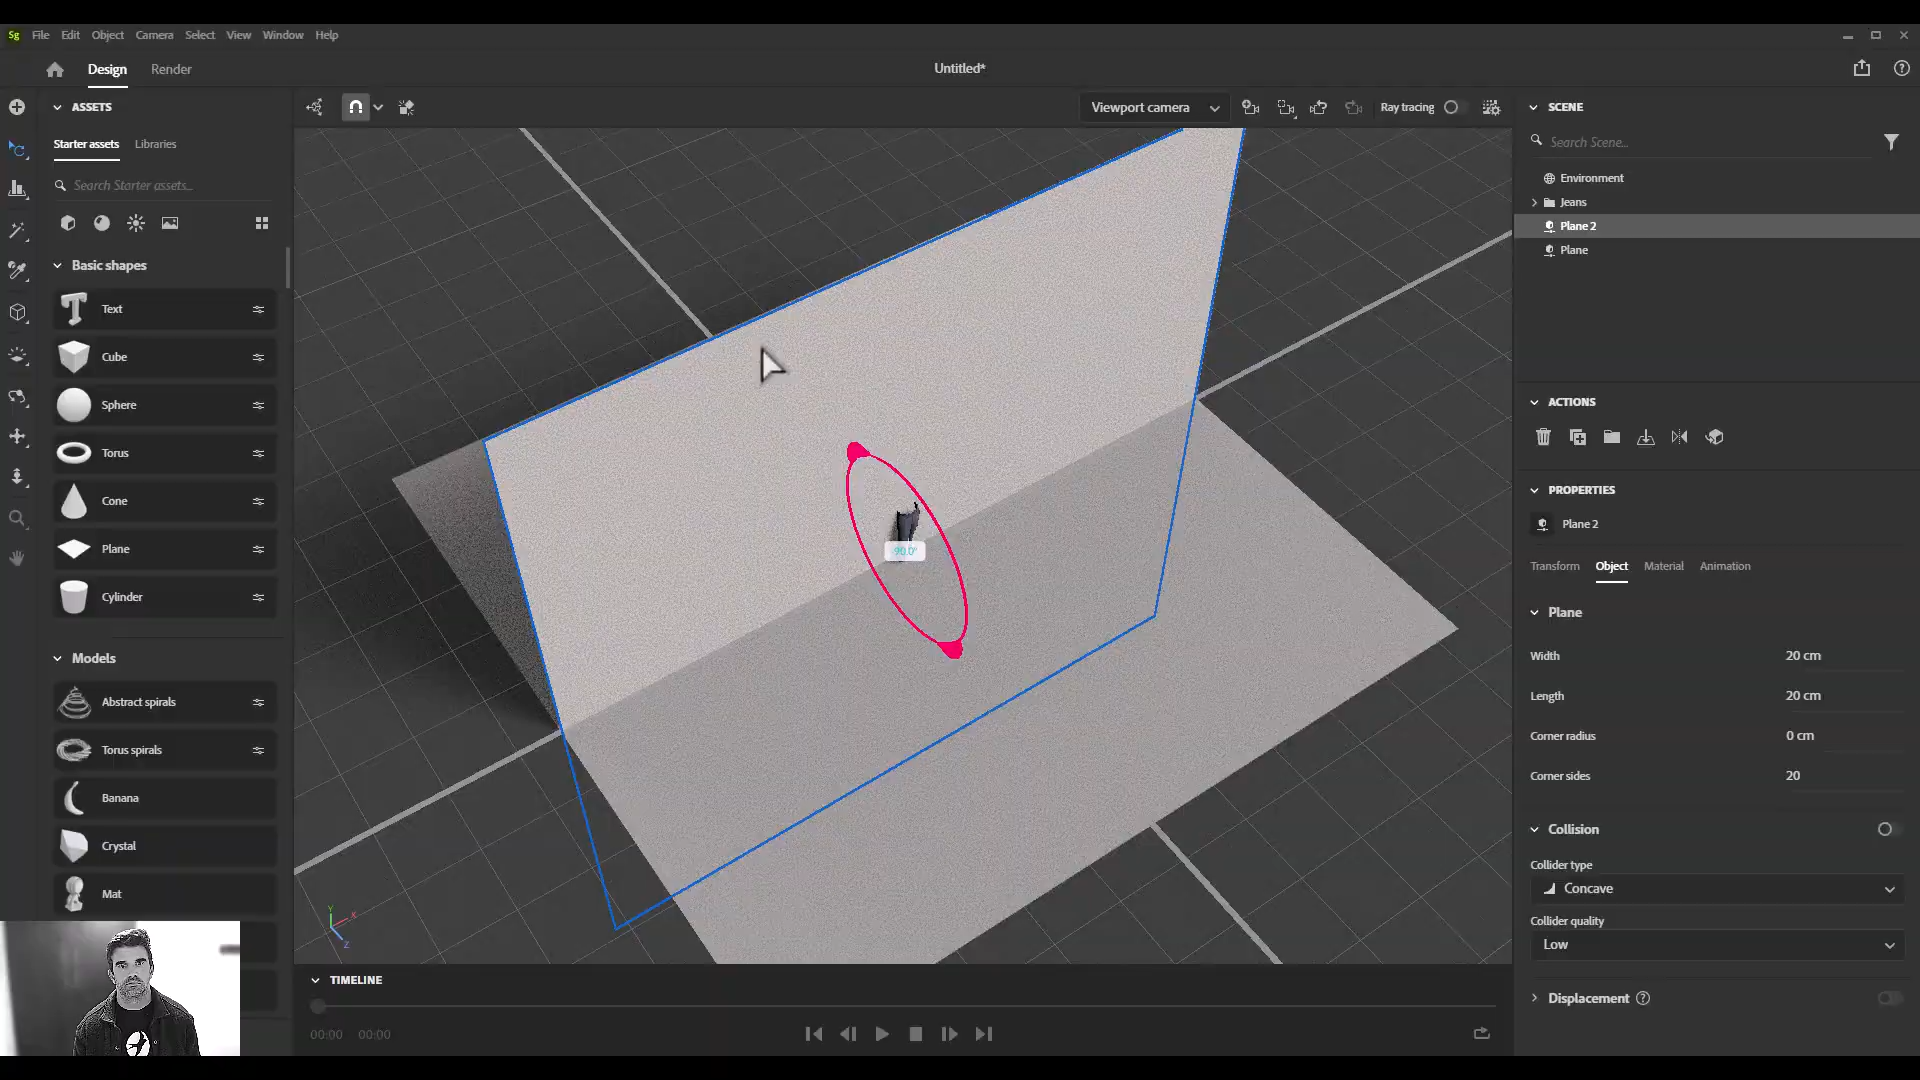 Sg File Edit Object Camera Select View Window Help
Design Render Untitled*
ASSETS
Starter assets Libraries
Search Starter assets...
Basic shapes
Text
Cube
Sphere
Torus
Cone
Plane
Cylinder
Models
Abstract spirals
Torus spirals
Banana
Crystal
Mat
Viewport camera
Ray tracing
90.0°
Y
X
Z
TIMELINE
00:00 00:00
SCENE
Search Scene...
Environment
Jeans
Plane 2
Plane
ACTIONS
PROPERTIES
Plane 2
Transform Object Material Animation
Plane
Width 20 cm
Length 20 cm
Corner radius 0 cm
Corner sides 20
Collision
Collider type
Concave
Collider quality
Low
Displacement